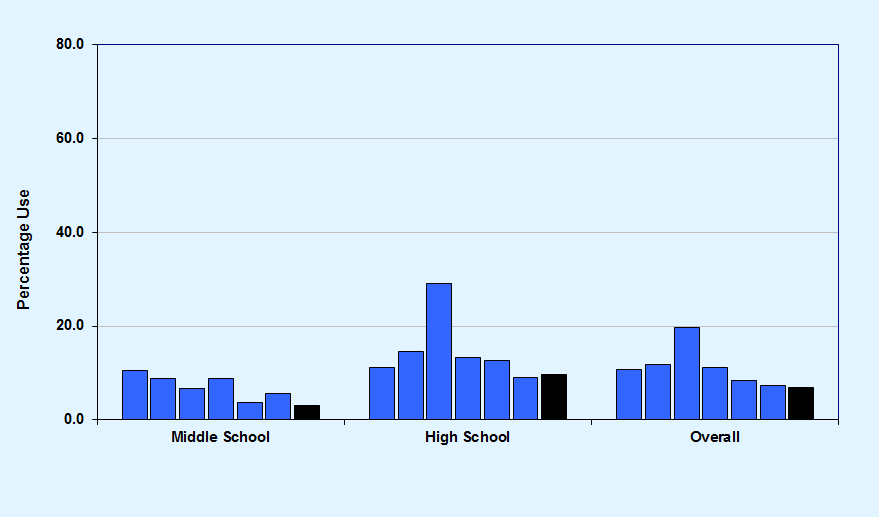 80.0
60.0
40.0
20.0
0.0
Percentage Use
Middle School
High School
Overall